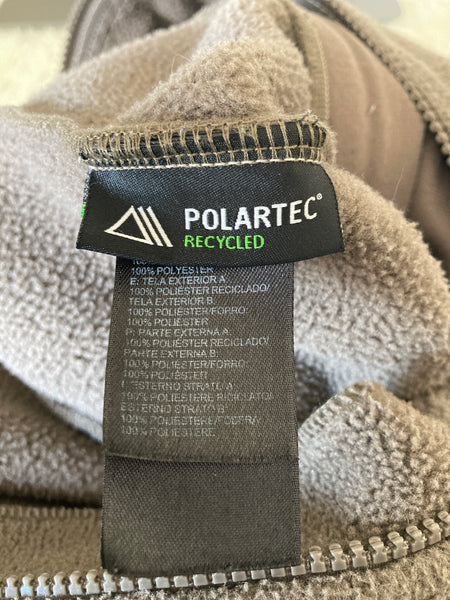 POLARTEC®
RECYCLED
100% POLYESTER
E: TELA EXTERIOR A:
100% POLIÉSTER RECICLADO/
TELA EXTERIOR B:
100% POLIÉSTER/FORRO:
100% POLIÉSTER
P: PARTE EXTERNA A:
100% POLIÉSTER RECICLADO/
PARTE EXTERNA B:
100% POLIÉSTER/FORRO:
100% POLIÉSTER
I: ESTERNO STRATO A:
100% POLIESTERE RICICLATO/
ESTERNO STRATO B:
100% POLIESTERE/FODERA:
100% POLIESTERE